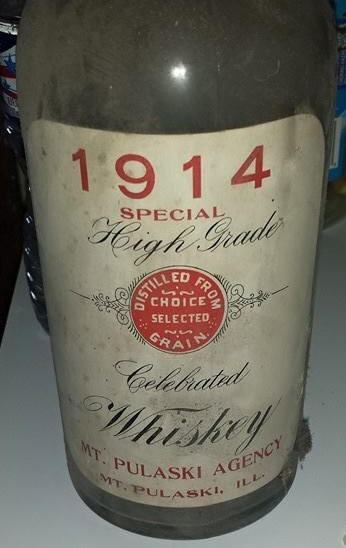 1914
SPECIAL
High Grade
DISTILLED FROM
CHOICE
SELECTED
GRAIN.
Celebrated
Whiskey
MT. PULASKI AGENCY
MT. PULASKI, ILL.